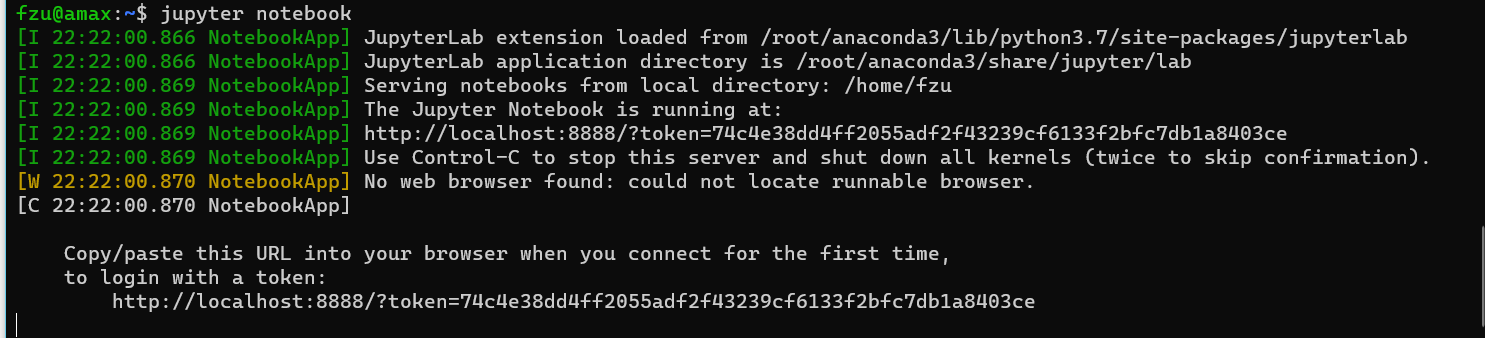 fzu@amax:~$ jupyter notebook
[I 22:22:00.866 NotebookApp] JupyterLab extension loaded from /root/anaconda3/lib/python3.7/site-packages/jupyterlab
[I 22:22:00.866 NotebookApp] JupyterLab application directory is /root/anaconda3/share/jupyter/lab
[I 22:22:00.869 NotebookApp] Serving notebooks from local directory: /home/fzu
[I 22:22:00.869 NotebookApp] The Jupyter Notebook is running at:
[I 22:22:00.869 NotebookApp] http://localhost:8888/?token=74c4e38dd4ff2055adf2f43239cf6133f2bfc7db1a8403ce
[I 22:22:00.869 NotebookApp] Use Control-C to stop this server and shut down all kernels (twice to skip confirmation).
[W 22:22:00.870 NotebookApp] No web browser found: could not locate runnable browser.
[C 22:22:00.870 NotebookApp]
Copy/paste this URL into your browser when you connect for the first time,
to login with a token:
http://localhost:8888/?token=74c4e38dd4ff2055adf2f43239cf6133f2bfc7db1a8403ce